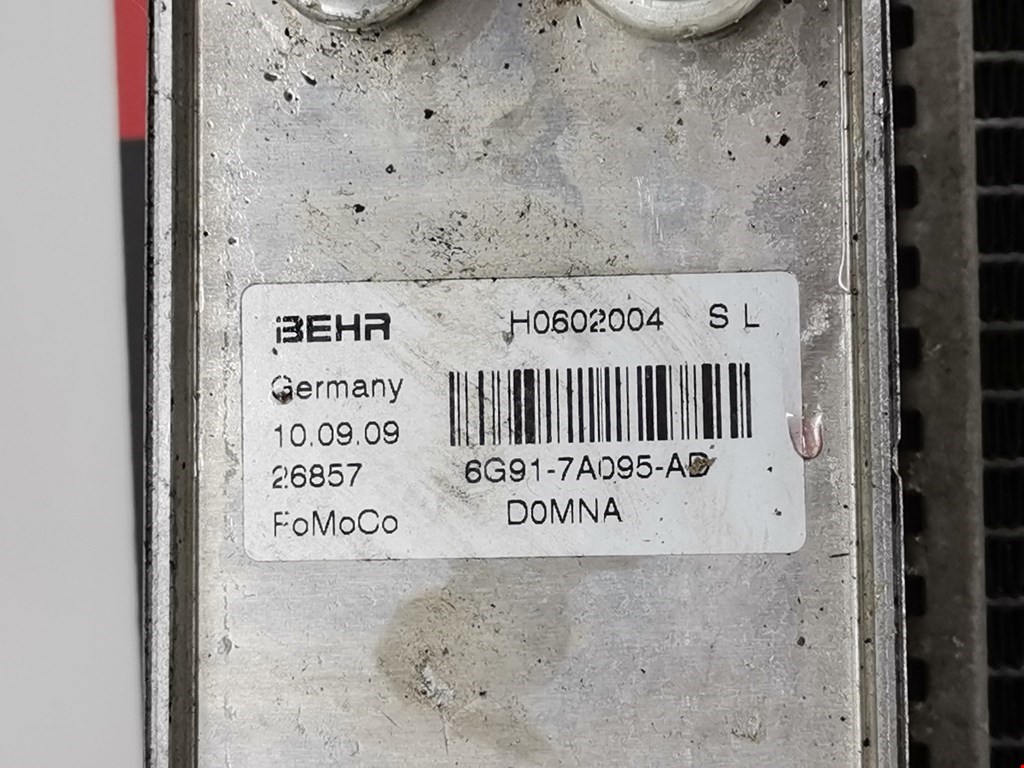 BEHR H0602004 S L
Germany
10.09.09
26857 6G91-7A095-AD
FoMoCo D0MNA